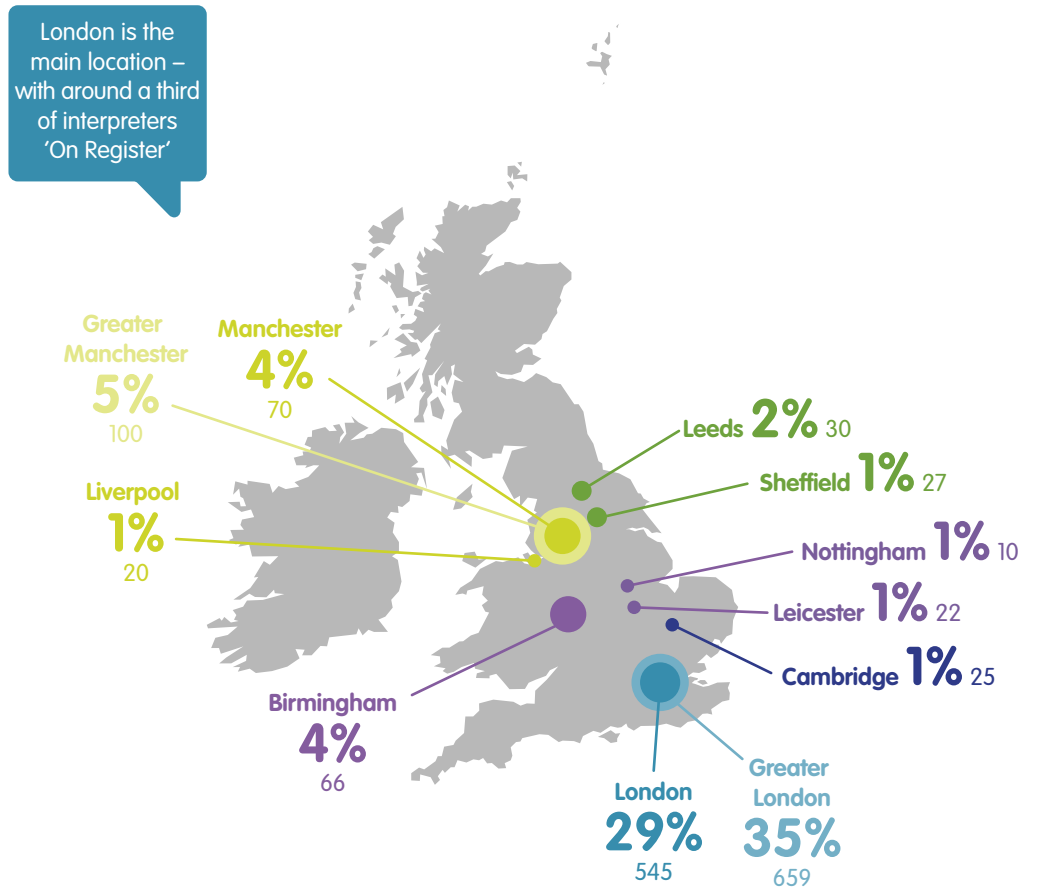 London is the
main location –
with around a third
of interpreters
‘On Register’
Greater
Manchester
5%
100
Manchester
4%
70
Liverpool
1%
20
Leeds 2% 30
Sheffield 1% 27
Nottingham 1% 10
Leicester 1% 22
Cambridge 1% 25
Birmingham
4%
66
London
29%
545
Greater
London
35%
659